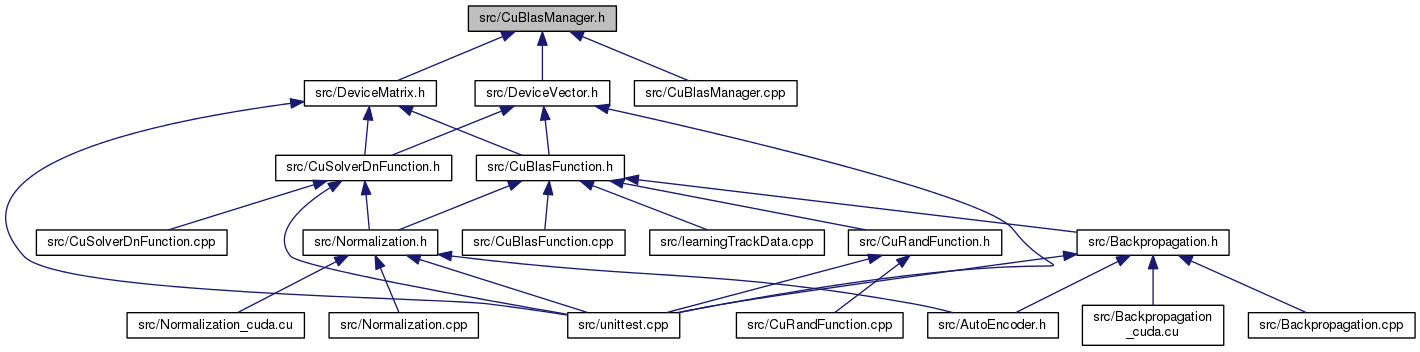 src/CuBlasManager.h
src/DeviceMatrix.h
src/DeviceVector.h
src/CuBlasManager.cpp
src/CuSolverDnFunction.h
src/CuBlasFunction.h
src/CuSolverDnFunction.cpp
src/Normalization.h
src/CuBlasFunction.cpp
src/learningTrackData.cpp
src/CuRandFunction.h
src/Backpropagation.h
src/Normalization_cuda.cu
src/Normalization.cpp
src/unittest.cpp
src/CuRandFunction.cpp
src/AutoEncoder.h
src/Backpropagation
_cuda.cu
src/Backpropagation.cpp